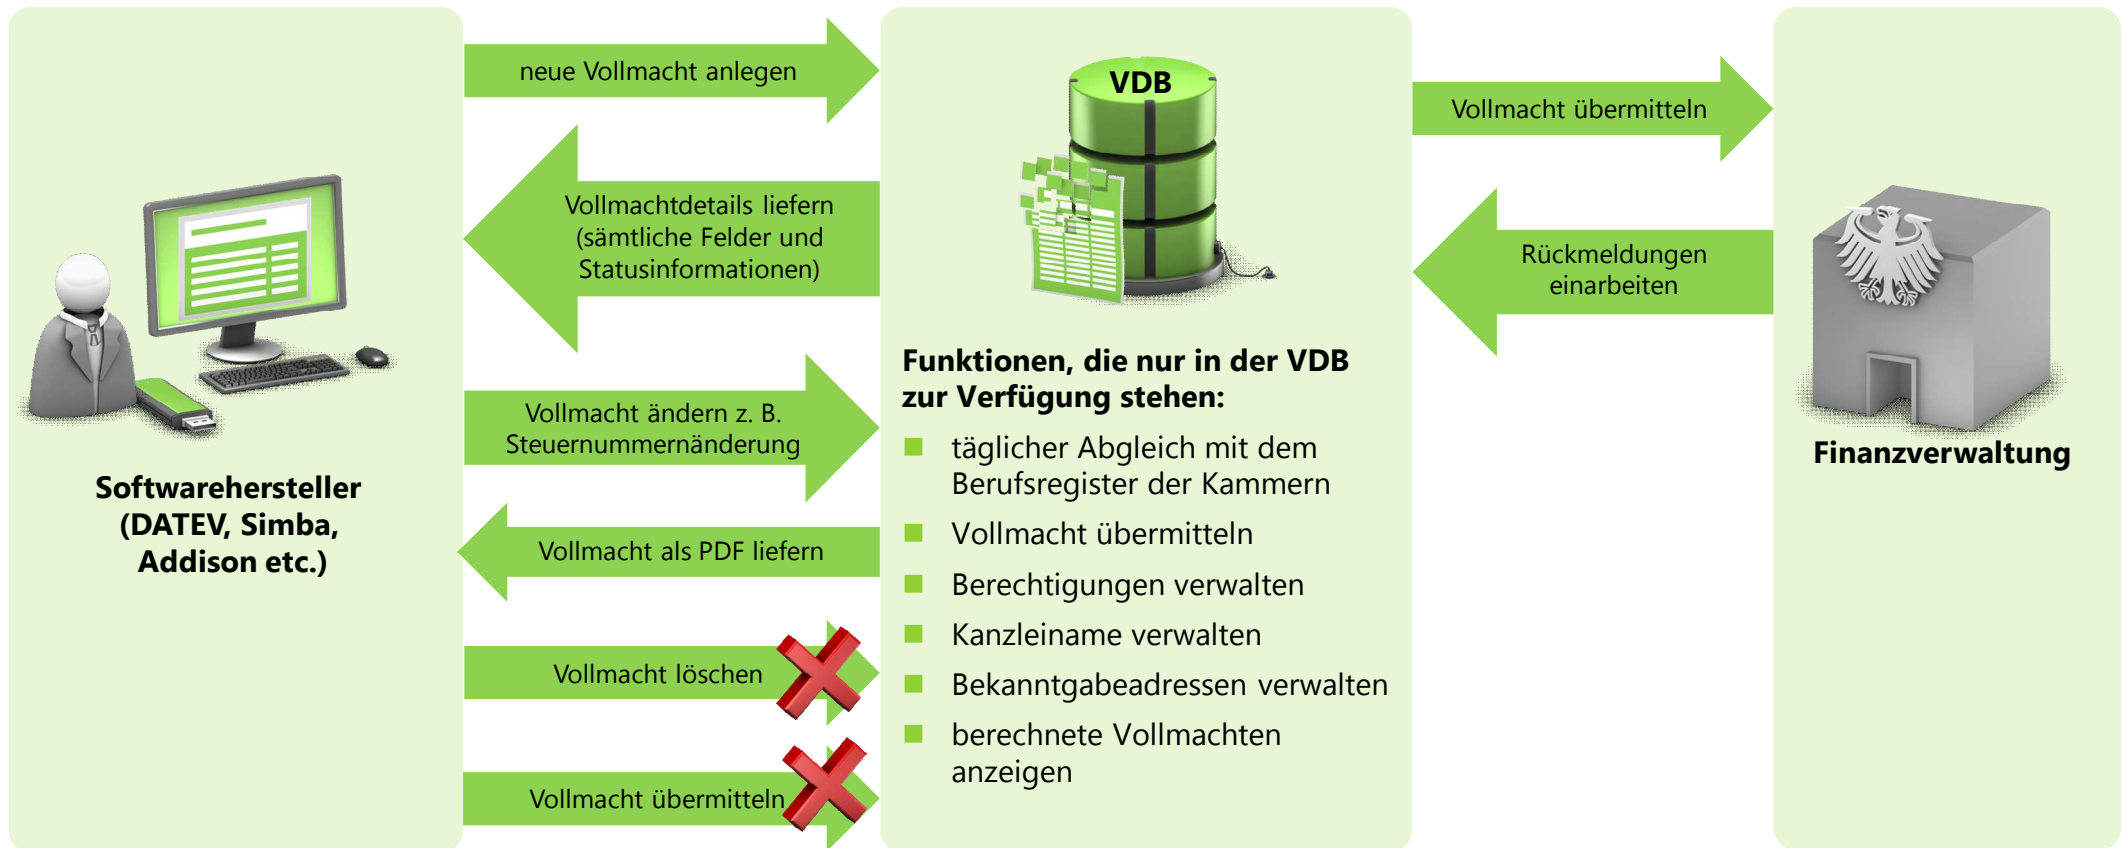 neue Vollmacht anlegen
Vollmachtdetails liefern
(sämtliche Felder und
Statusinformationen)
Vollmacht ändern z. B.
Steuernummernänderung
Vollmacht als PDF liefern
Vollmacht löschen
Vollmacht übermitteln
Softwarehersteller
(DATEV, Simba,
Addison etc.)
VDB
Funktionen, die nur in der VDB
zur Verfügung stehen:
täglicher Abgleich mit dem
Berufsregister der Kammern
Vollmacht übermitteln
Berechtigungen verwalten
Kanzleiname verwalten
Bekanntgabeadressen verwalten
berechnete Vollmachten
anzeigen
Vollmacht übermitteln
Rückmeldungen
einarbeiten
Finanzverwaltung